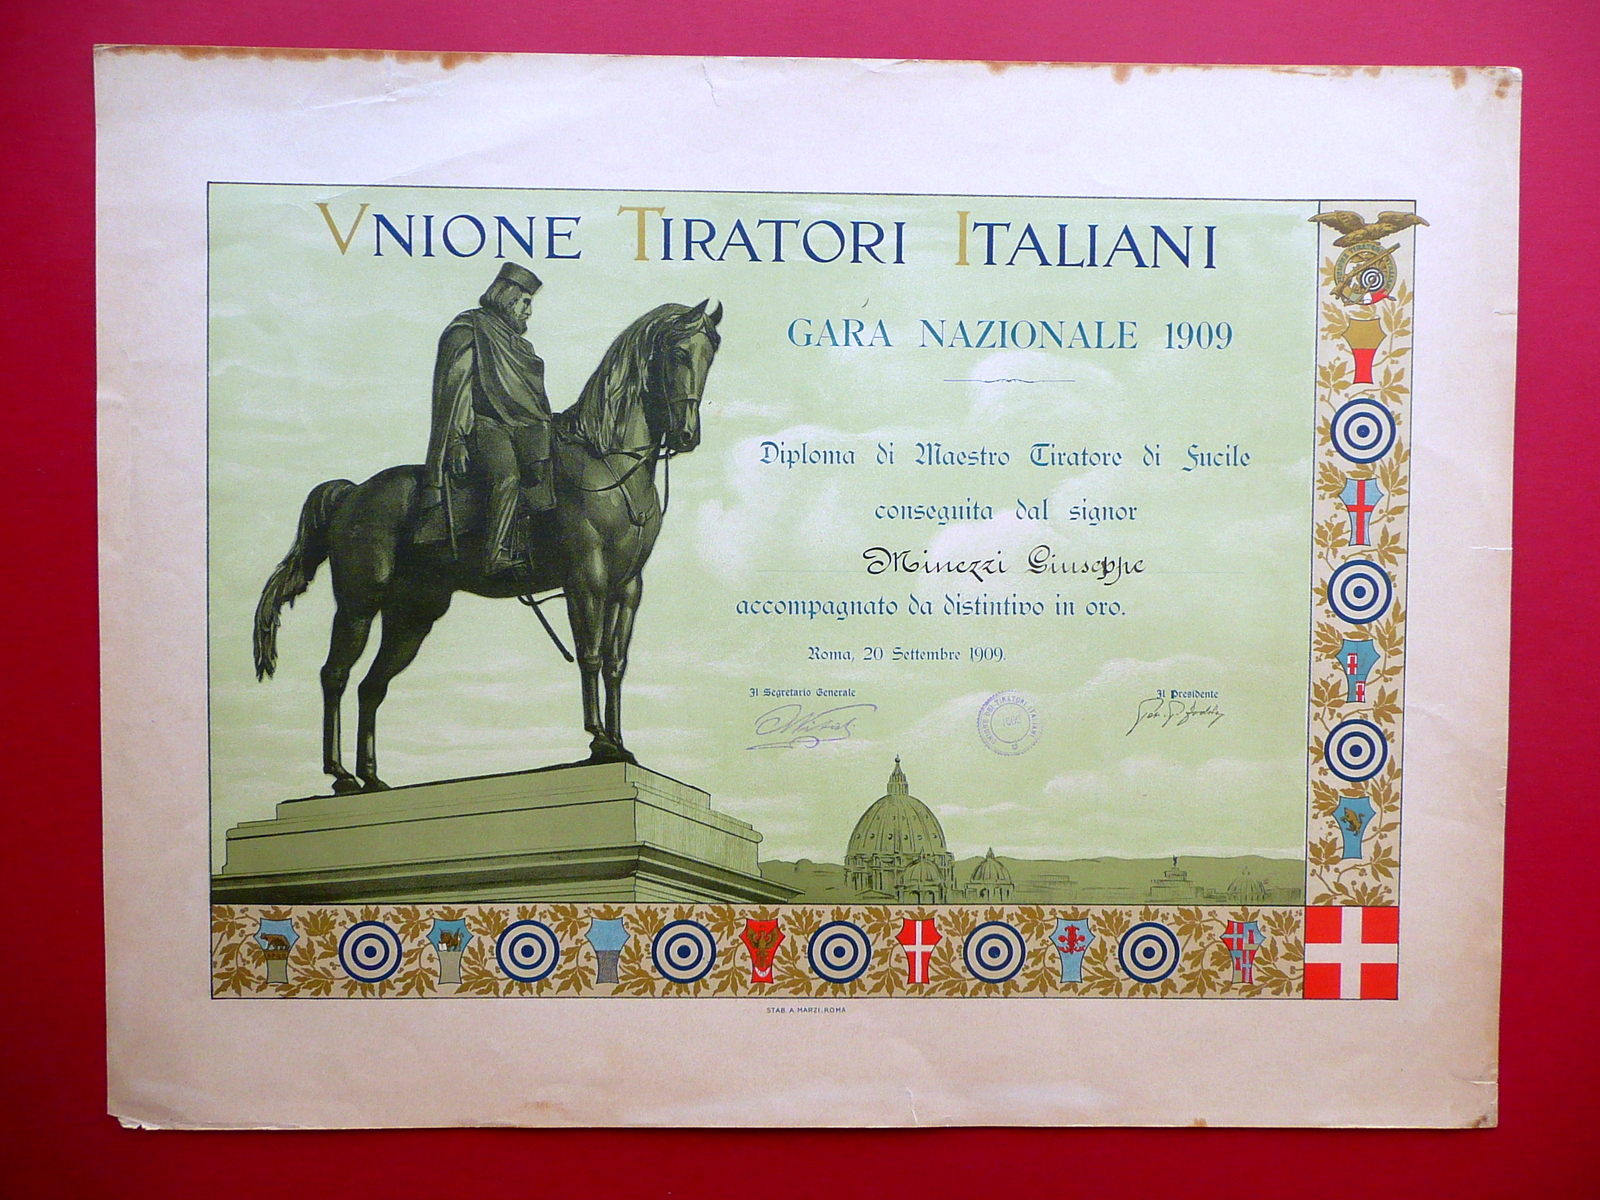 VNIONE TIRATORI ITALIANI
GARA NAZIONALE 1909
Diploma di Maestro Tiratore di Fucile
conseguita dal signor
Minezzi Giuseppe
accompagnato da distintivo in oro.
Roma, 20 Settembre 1909.
Il Segretario Generale
Il Presidente
STAB. A. MARZI. ROMA